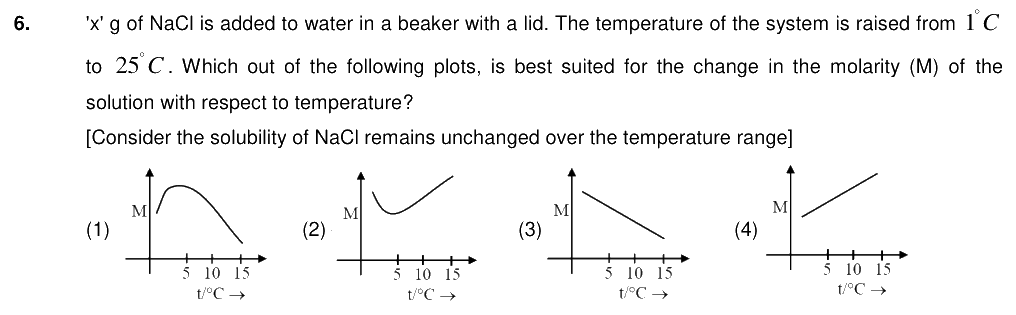 6. 'x' g of NaCl is added to water in a beaker with a lid. The temperature of the system is raised from 1°C
to 25°C. Which out of the following plots, is best suited for the change in the molarity (M) of the
solution with respect to temperature?
[Consider the solubility of NaCl remains unchanged over the temperature range]
(1) M 5 10 15 t/°C →
(2) M 5 10 15 t/°C →
(3) M 5 10 15 t/°C →
(4) M 5 10 15 t/°C →